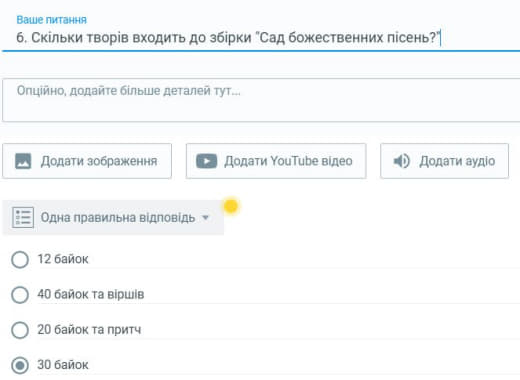 Ваше питання
6. Скільки творів входить до збірки "Сад божественних пісень?"
Опційно, додайте більше деталей тут...
Додати зображення
Додати YouTube відео
Додати аудіо
Одна правильна відповідь
12 байок
40 байок та віршів
20 байок та притч
30 байок